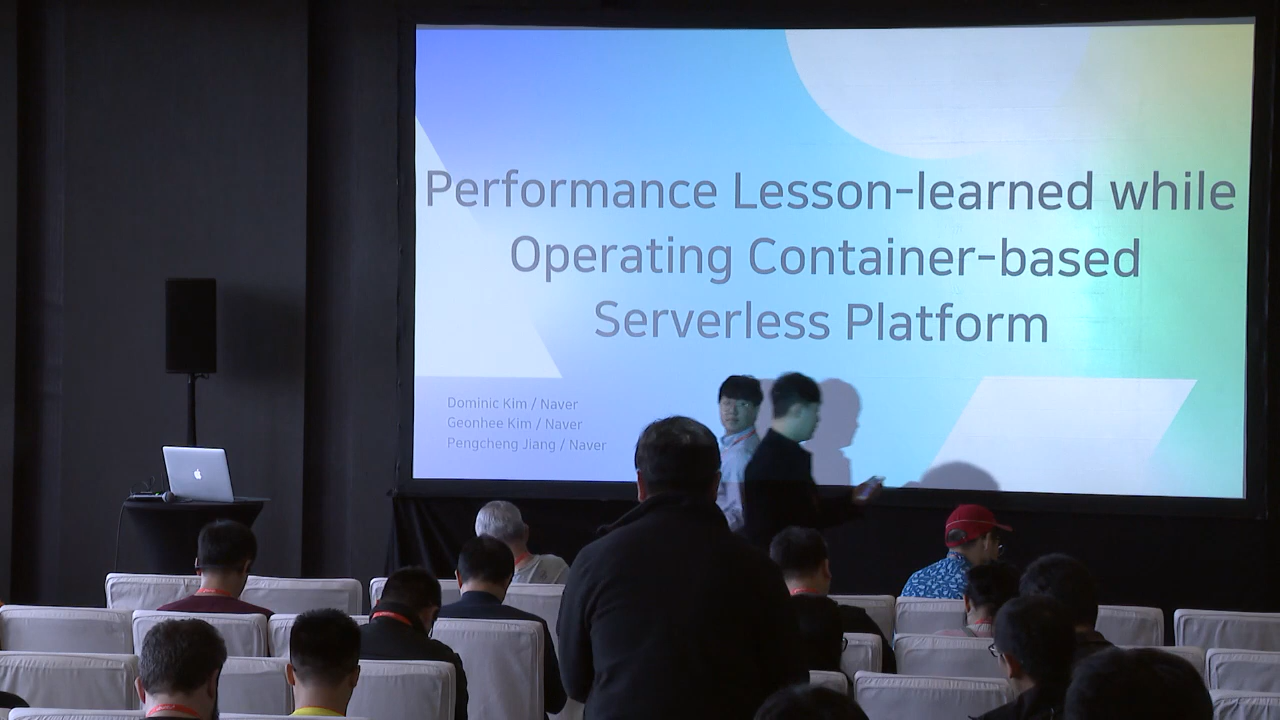 Performance Lesson-learned while
Operating Container-based
Serverless Platform
Dominic Kim / Naver
Geonhee Kim / Naver
Pengcheng Jiang / Naver